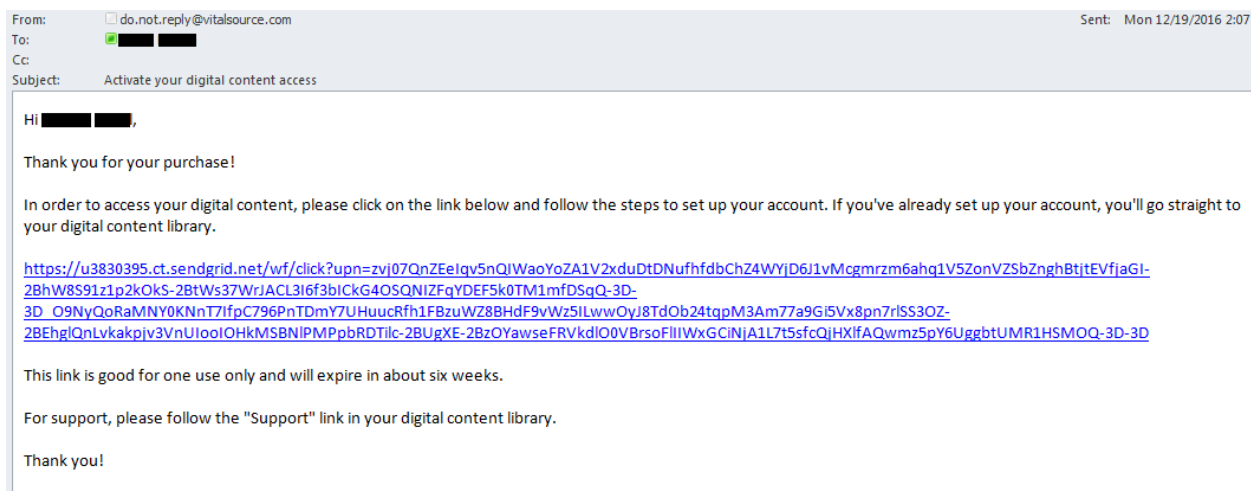 From: do.not.reply@vitalsource.com Sent: Mon 12/19/2016 2:07
To:
Cc:
Subject: Activate your digital content access
Hi ,
Thank you for your purchase!
In order to access your digital content, please click on the link below and follow the steps to set up your account. If you've already set up your account, you'll go straight to
your digital content library.
https://u3830395.ct.sendgrid.net/wf/click?upn=zvj07QnZEeIqv5nQIWaoYoZA1V2xduDtDNufhfdbChZ4WYjD6J1vMcgmrzm6ahq1V5ZonVZSbZnghBtjtEVfjaGI-
2BhW8S91z1p2kOkS-2BtWs37WrJACL3I6f3bICkG4OSQNIZFqYDEF5k0TM1mfDSqQ-3D-
3D_O9NyQoRaMNY0KNnT7IfpC796PnTDmY7UHuucRfh1FBzuWZ8BHdF9vWz5ILwwOyJ8TdOb24tqpM3Am77a9Gi5Vx8pn7rlSS3OZ-
2BEhglQnLvkakpjv3VnUIooIOHkMSBNlPMPpbRDTilc-2BUgXE-2BzOYawseFRVkdlO0VBrsoFlIIWxGCiNjA1L7t5sfcQjHXlfAQwmz5pY6UggbtUMR1HSMOQ-3D-3D
This link is good for one use only and will expire in about six weeks.
For support, please follow the "Support" link in your digital content library.
Thank you!